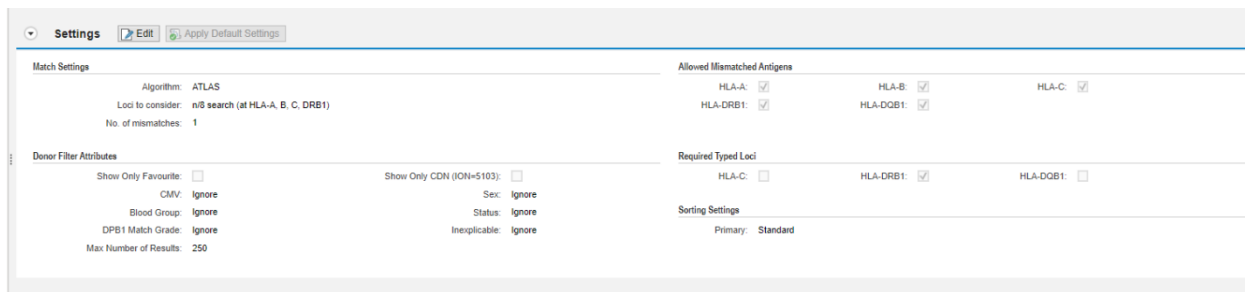 Settings Edit Apply Default Settings
Match Settings
Algorithm: ATLAS
Loci to consider: n/8 search (at HLA-A, B, C, DRB1)
No. of mismatches: 1
Allowed Mismatched Antigens
HLA-A: HLA-B: HLA-C:
HLA-DRB1: HLA-DQB1:
Donor Filter Attributes
Show Only Favourite: Show Only CDN (ION=5103):
CMV: Ignore Sex: Ignore
Blood Group: Ignore Status: Ignore
DPB1 Match Grade: Ignore Inexplicable: Ignore
Max Number of Results: 250
Required Typed Loci
HLA-C: HLA-DRB1: HLA-DQB1:
Sorting Settings
Primary: Standard